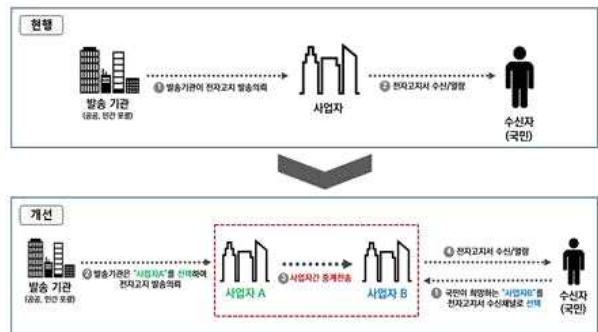 현행
① 발송기관이 전자고지 발송의뢰
② 전자고지서 수신/열람
발송 기관
(공공, 민간 포함)
사업자
수신자
(국민)
개선
② 발송기관은 "사업자A"를 선택하여
전자고지 발송의뢰
③ 사업자간 중계전송
④ 전자고지서 수신/열람
① 국민이 희망하는 "사업자B"를
전자고지서 수신채널로 선택
발송 기관
(공공, 민간 포함)
사업자 A
사업자 B
수신자
(국민)